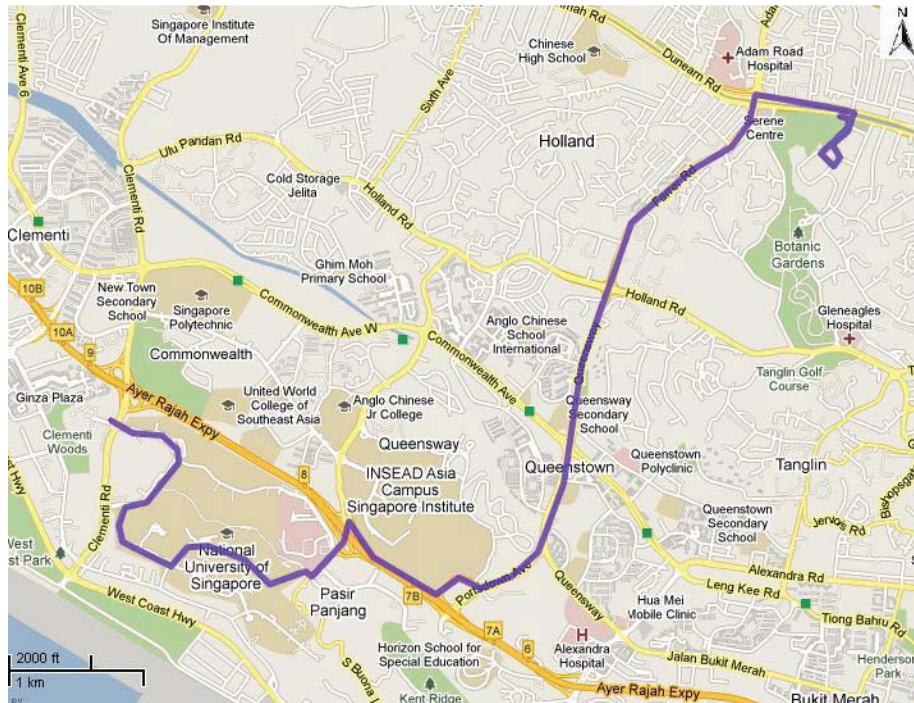 Singapore Institute
Of Management
Clementi Ave 6
Sixth Ave
Chinese
High School
Dunearn Rd
Adam Rd
Adam Road
Hospital
N
Holland
Serene
Centre
Ulu Pandan Rd
Cold Storage
Jelita
Holland Rd
Farrer Rd
Clementi Rd
Clementi
Ghim Moh
Primary School
Botanic
Gardens
10B
New Town
Secondary
School
Singapore
Polytechnic
Commonwealth Ave W
Anglo Chinese
School
International
Holland Rd
Gleneagles
Hospital
10A
9
Commonwealth
Commonwealth Ave
Queensway
Tanglin Golf
Course
Ginza Plaza
Ayer Rajah Expy
United World
College of
Southeast Asia
Anglo Chinese
Jr College
Queensway
Secondary
School
Clementi
Woods
Queensway
Queenstown
Queenstown
Polyclinic
Tanglin
8
INSEAD Asia
Campus
Singapore Institute
Bishopsga
Queenstown
Secondary
School
Jervois Rd
West Hwy
Clementi Rd
West
st Park
National
University of
Singapore
Alexandra Rd
Pasir
Panjang
7B
Portsdown Ave
Queensway
Leng Kee Rd
West Coast Hwy
Hua Mei
Mobile Clinic
Tiong Bahru Rd
7A
6
H
Alexandra
Hospital
Horizon School for
Special Education
S Buona
Jalan Bukit Merah
Henderson
Park
2000 ft
1 km
Kent Ridge
Ayer Rajah Expy
Bukit Merah